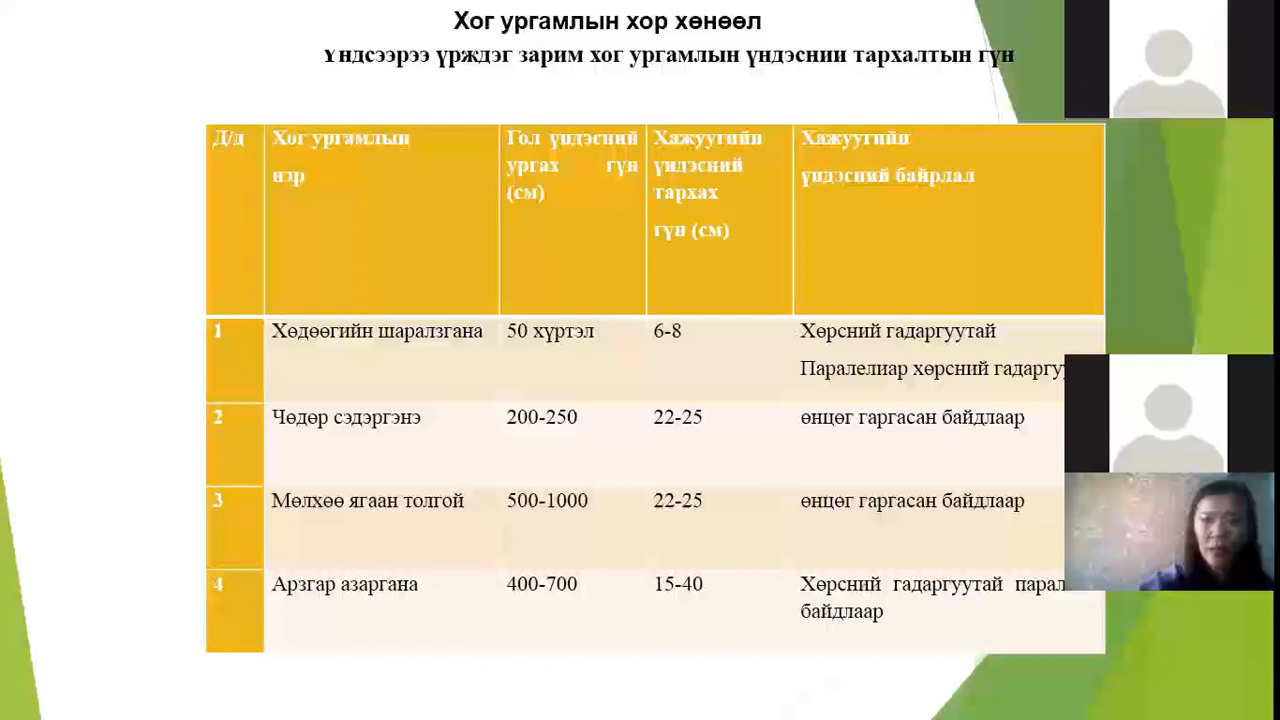 Хог ургамлын хор хөнөөл
Үндсээрээ үрждэг зарим хог ургамлын үндэсний тархалтын гүн
Д/д
Хог ургамлын
нэр
Гол үндэсний
ургах гүн
(см)
Хажуугийн
үндэсний
тархах
гүн (см)
Хажуугийн
үндэсний байрлал
1
Хөдөөгийн шаралзгана
50 хүртэл
6-8
Хөрсний гадаргуутай
Паралелиар хөрсний
2
Чөдөр сэдэргэнэ
200-250
22-25
өнцөг гаргасан байдлаар
3
Мөлхөө ягаан толгой
500-1000
22-25
өнцөг гаргасан байдлаар
4
Арзгар азаргана
400-700
15-40
Хөрсний гадаргуутай
байдлаар